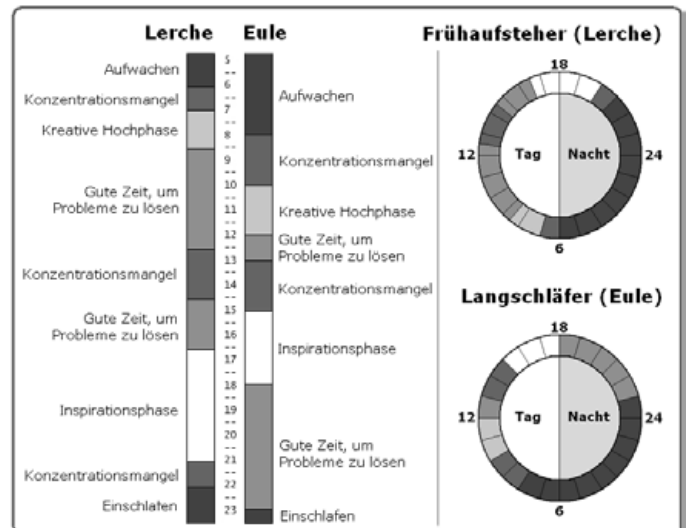 Lerche
Eule
Aufwachen
Konzentrationsmangel
Kreative Hochphase
Gute Zeit, um
Probleme zu lösen
Konzentrationsmangel
Gute Zeit, um
Probleme zu lösen
Inspirationsphase
Konzentrationsmangel
Einschlafen
5
6
7
8
9
10
11
12
13
14
15
16
17
18
19
20
21
22
23
Aufwachen
Konzentrationsmangel
Kreative Hochphase
Gute Zeit, um
Probleme zu lösen
Konzentrationsmangel
Inspirationsphase
Gute Zeit, um
Probleme zu lösen
Einschlafen
Frühaufsteher (Lerche)
18
12
Tag
Nacht
24
6
Langschläfer (Eule)
18
12
Tag
Nacht
24
6